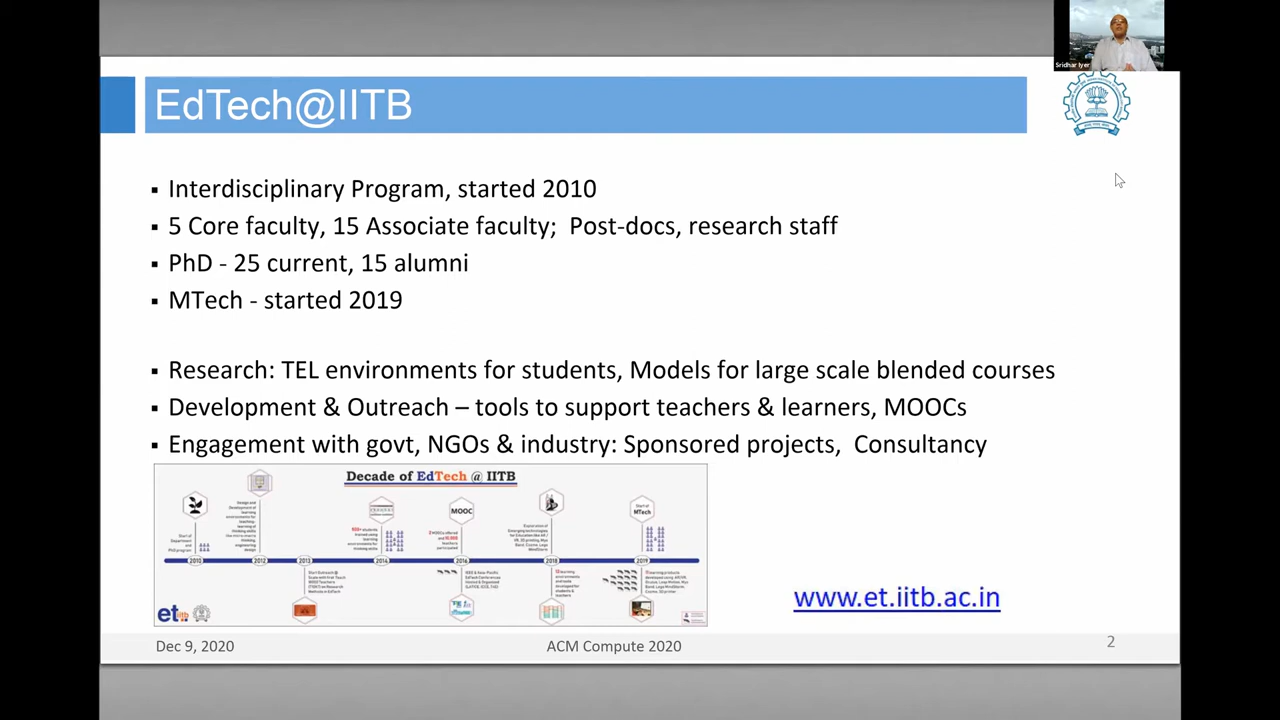 Sridhar Iyer
EdTech@IITB
▪ Interdisciplinary Program, started 2010
▪ 5 Core faculty, 15 Associate faculty; Post-docs, research staff
▪ PhD - 25 current, 15 alumni
▪ MTech - started 2019
▪ Research: TEL environments for students, Models for large scale blended courses
▪ Development & Outreach – tools to support teachers & learners, MOOCs
▪ Engagement with govt, NGOs & industry: Sponsored projects, Consultancy
Decade of EdTech @ IITB
MOOC
Start of
MTech
2010
2012
2013
2014
2016
2018
2019
et iitb
www.et.iitb.ac.in
Dec 9, 2020
ACM Compute 2020
2